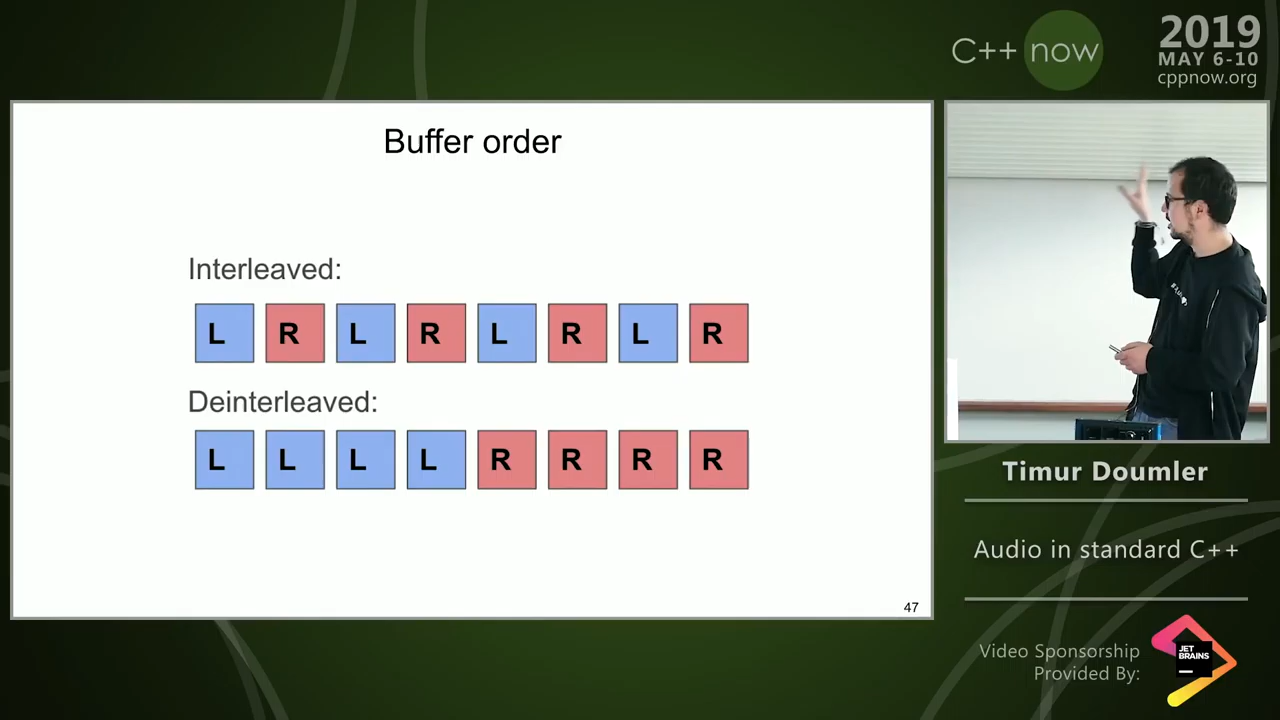 C++ now
2019
MAY 6-10
cppnow.org
Buffer order
Interleaved:
L R L R L R L R
Deinterleaved:
L L L L R R R R
47
Timur Doumler
Audio in standard C++
Video Sponsorship
Provided By:
JET
BRAINS